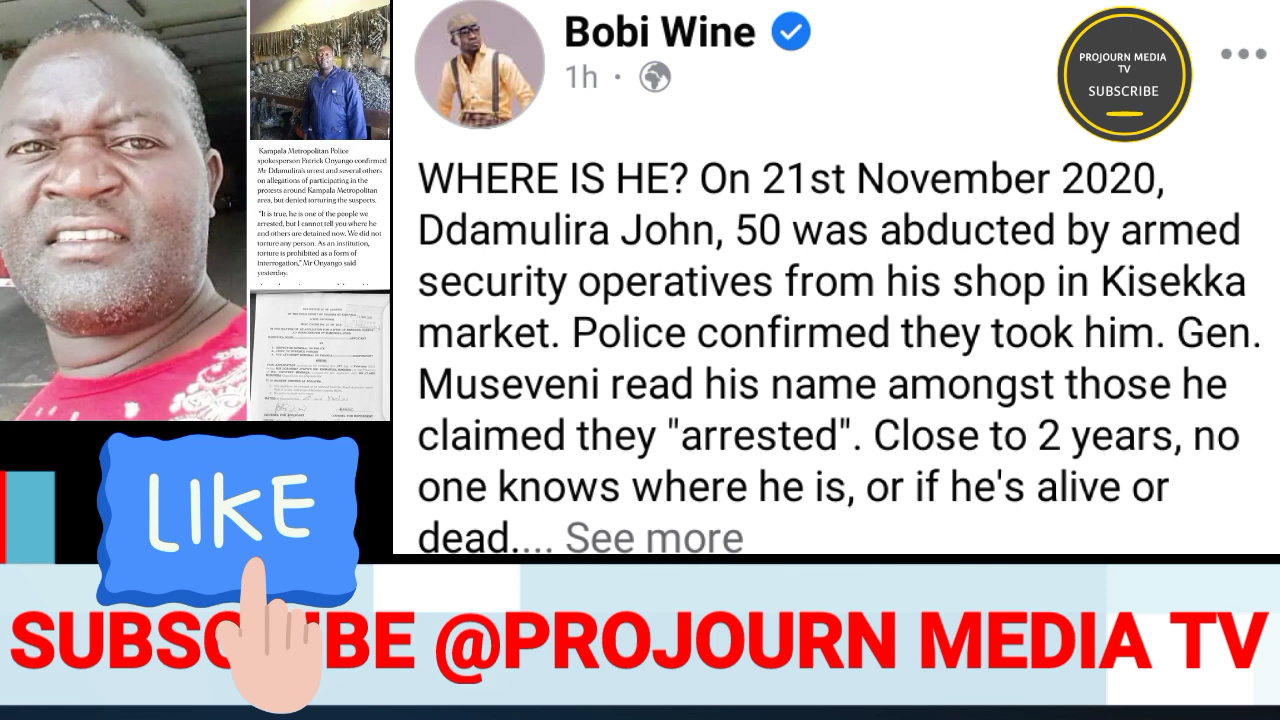 Kampala Metropolitan Police
spokesperson Patrick Onyango confirmed
Mr Ddamulira's arrest and several others
on allegations of participating in the
protests around Kampala Metropolitan
area, but denied torturing the suspects.
"It is true, he is one of the people we
arrested, but I cannot tell you where he
and others are detained now. We did not
torture any person. As an institution,
torture is prohibited as a form of
interrogation," Mr Onyango said
yesterday.
Bobi Wine
1h ·
PROJOURN MEDIA
TV
SUBSCRIBE
WHERE IS HE? On 21st November 2020,
Ddamulira John, 50 was abducted by armed
security operatives from his shop in Kisekka
market. Police confirmed they took him. Gen.
Museveni read his name amongst those he
claimed they "arrested". Close to 2 years, no
one knows where he is, or if he's alive or
dead.... See more
LIKE
SUBSCRIBE @PROJOURN MEDIA TV